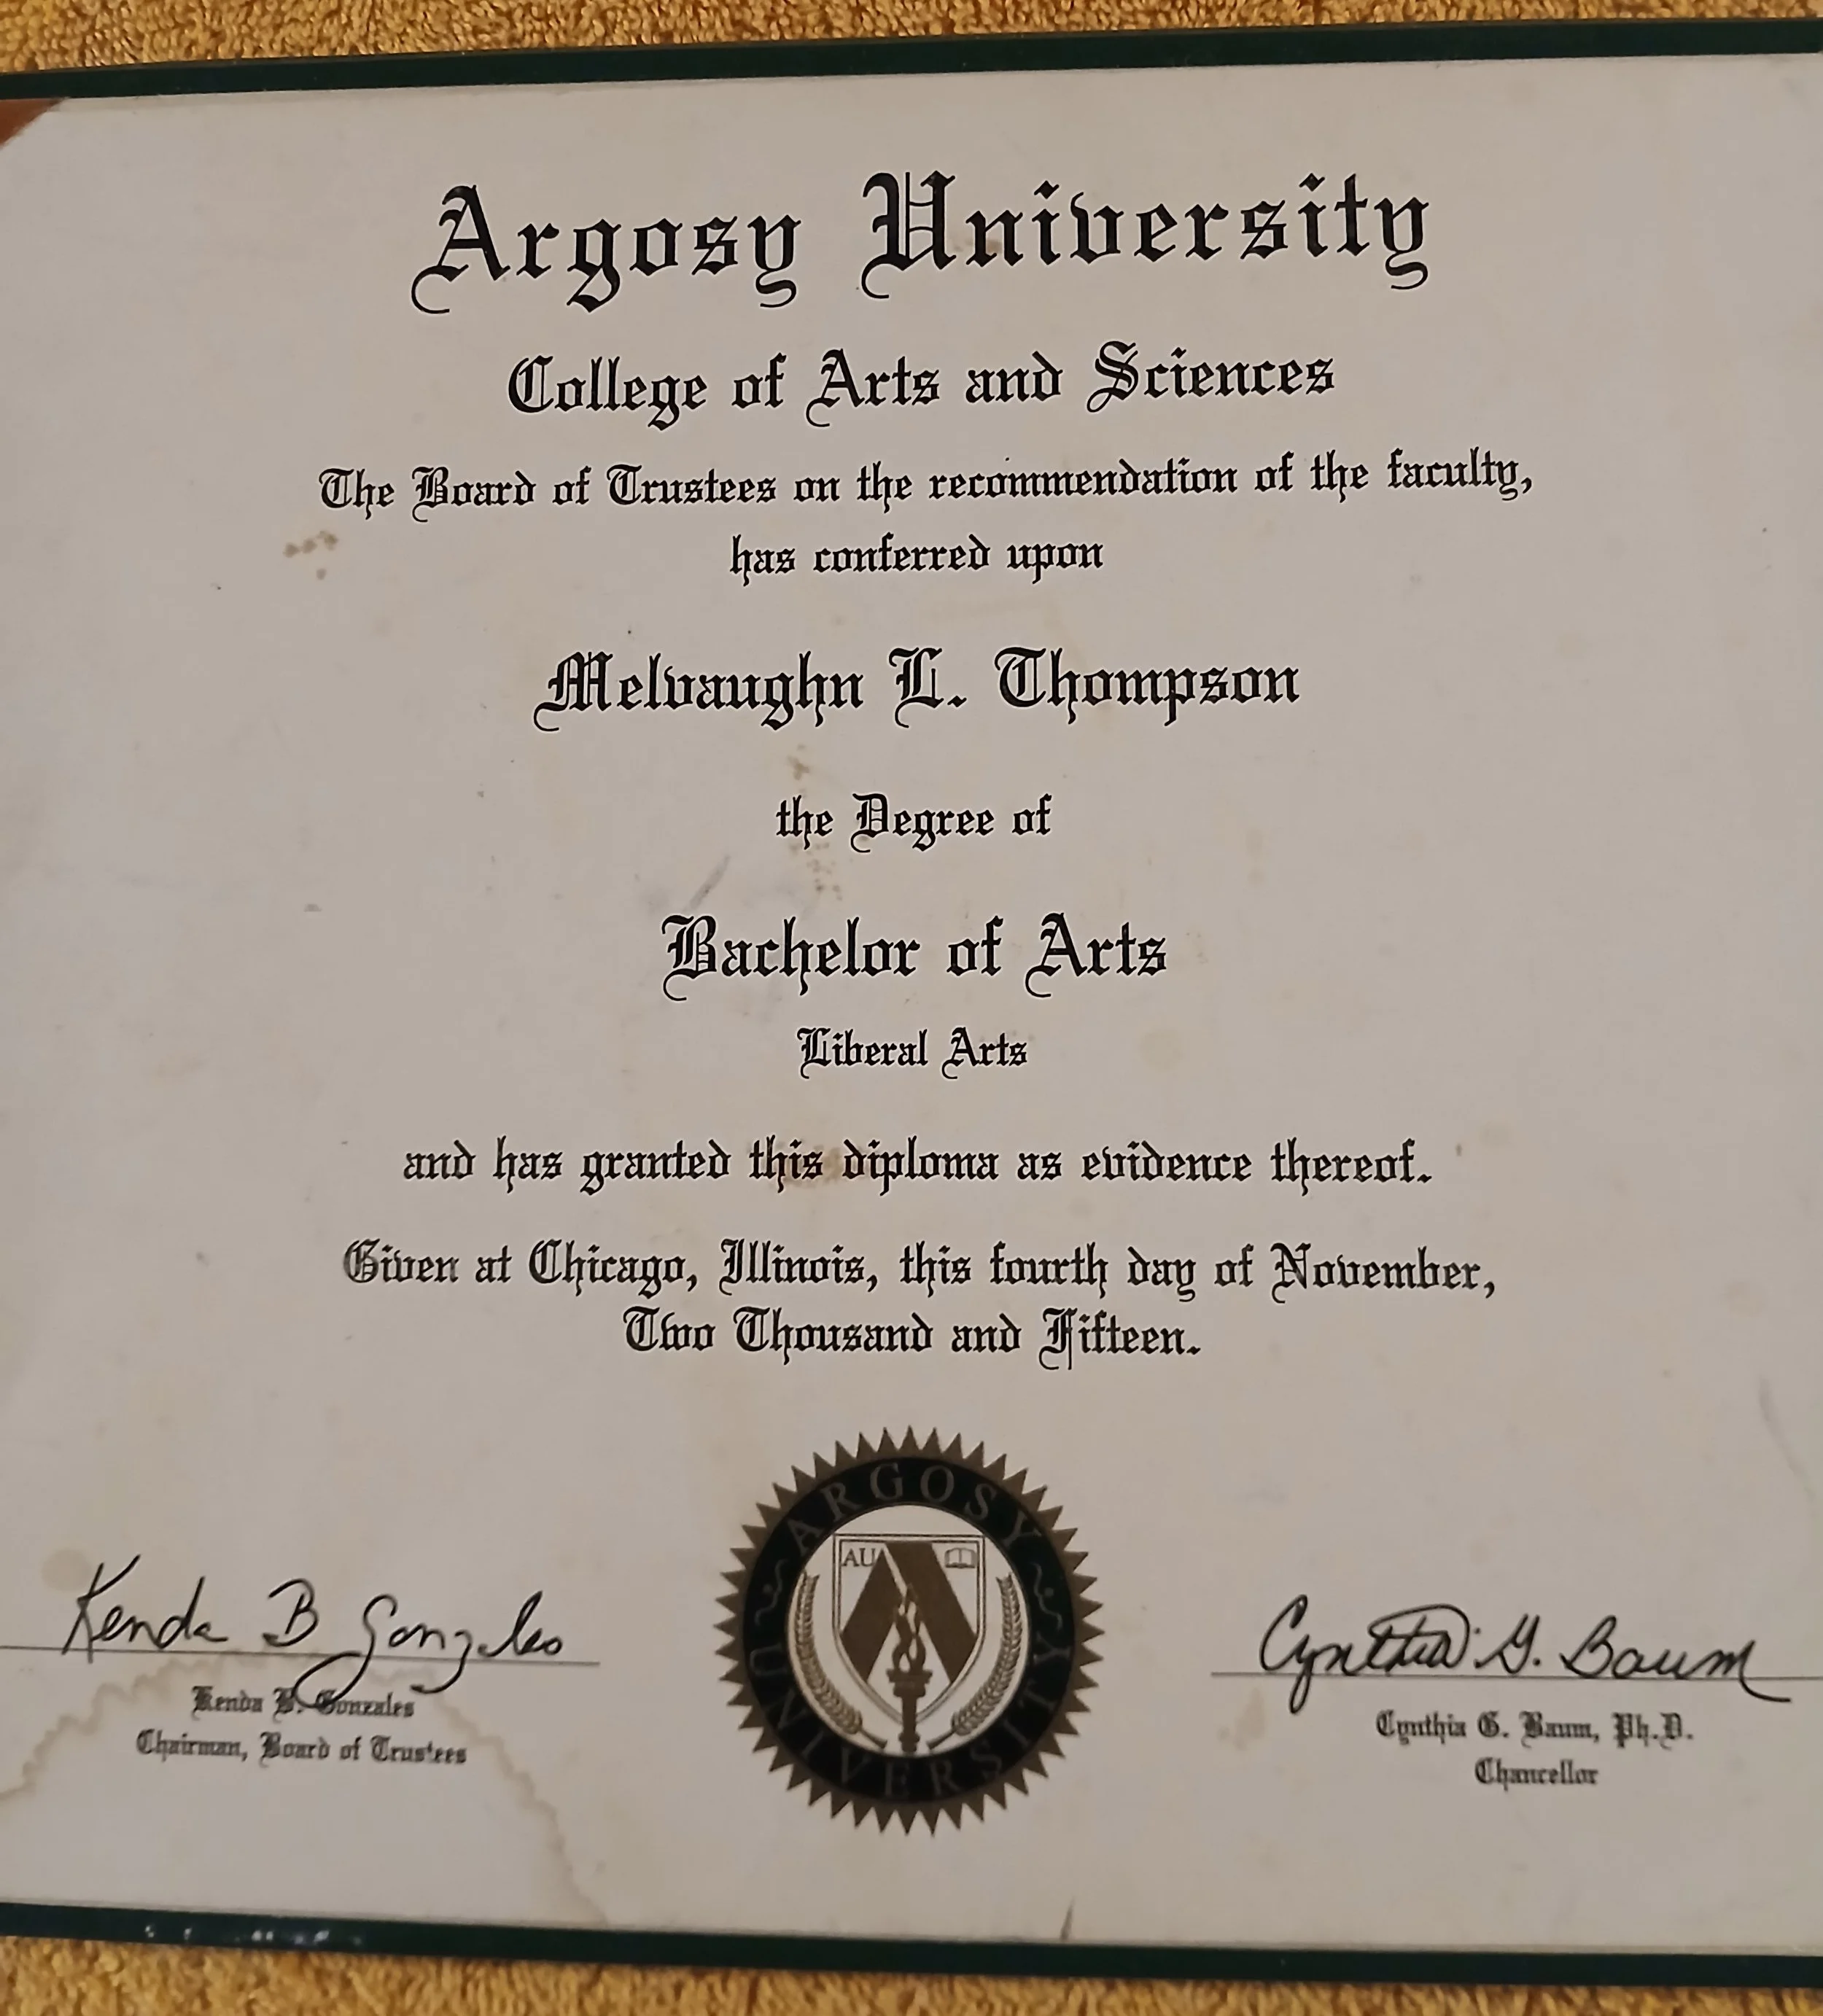 Argosy University
College of Arts and Sciences
The Board of Trustees on the recommendation of the faculty,
has conferred upon
Melvaughn L. Thompson
the Degree of
Bachelor of Arts
Liberal Arts
and has granted this diploma as evidence thereof.
Given at Chicago, Illinois, this fourth day of November,
Two Thousand and Fifteen.
ARGOSY UNIVERSITY
AU
Kenda B Gonzales
Kenda B. Gonzales
Chairman, Board of Trustees
Cynthia G. Baum
Cynthia G. Baum, Ph.D.
Chancellor